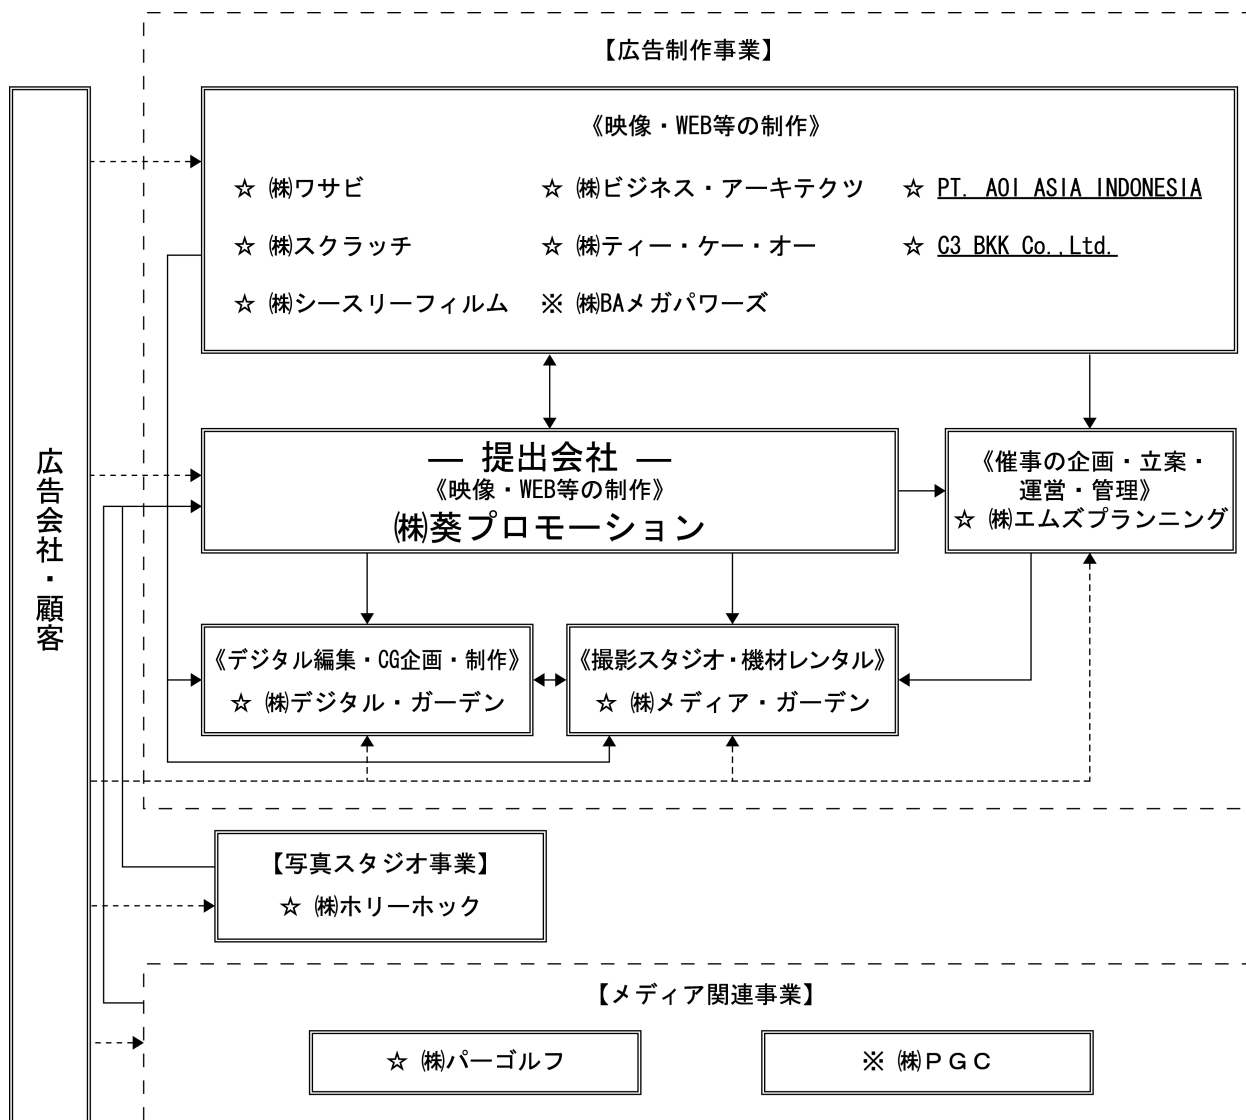 【広告制作事業】
《映像・WEB等の制作》
☆ ㈱ワサビ ☆ ㈱ビジネス・アーキテクツ ☆ PT. AOI ASIA INDONESIA
☆ ㈱スクラッチ ☆ ㈱ティー・ケー・オー ☆ C3 BKK Co.,Ltd.
☆ ㈱シースリーフィルム ※ ㈱BAメガパワーズ
広告会社・顧客
― 提出会社 ―
《映像・WEB等の制作》
㈱葵プロモーション
《催事の企画・立案・
運営・管理》
☆ ㈱エムズプランニング
《デジタル編集・CG企画・制作》
☆ ㈱デジタル・ガーデン
《撮影スタジオ・機材レンタル》
☆ ㈱メディア・ガーデン
【写真スタジオ事業】
☆ ㈱ホリーホック
【メディア関連事業】
☆ ㈱パーゴルフ
※ ㈱ＰＧＣ